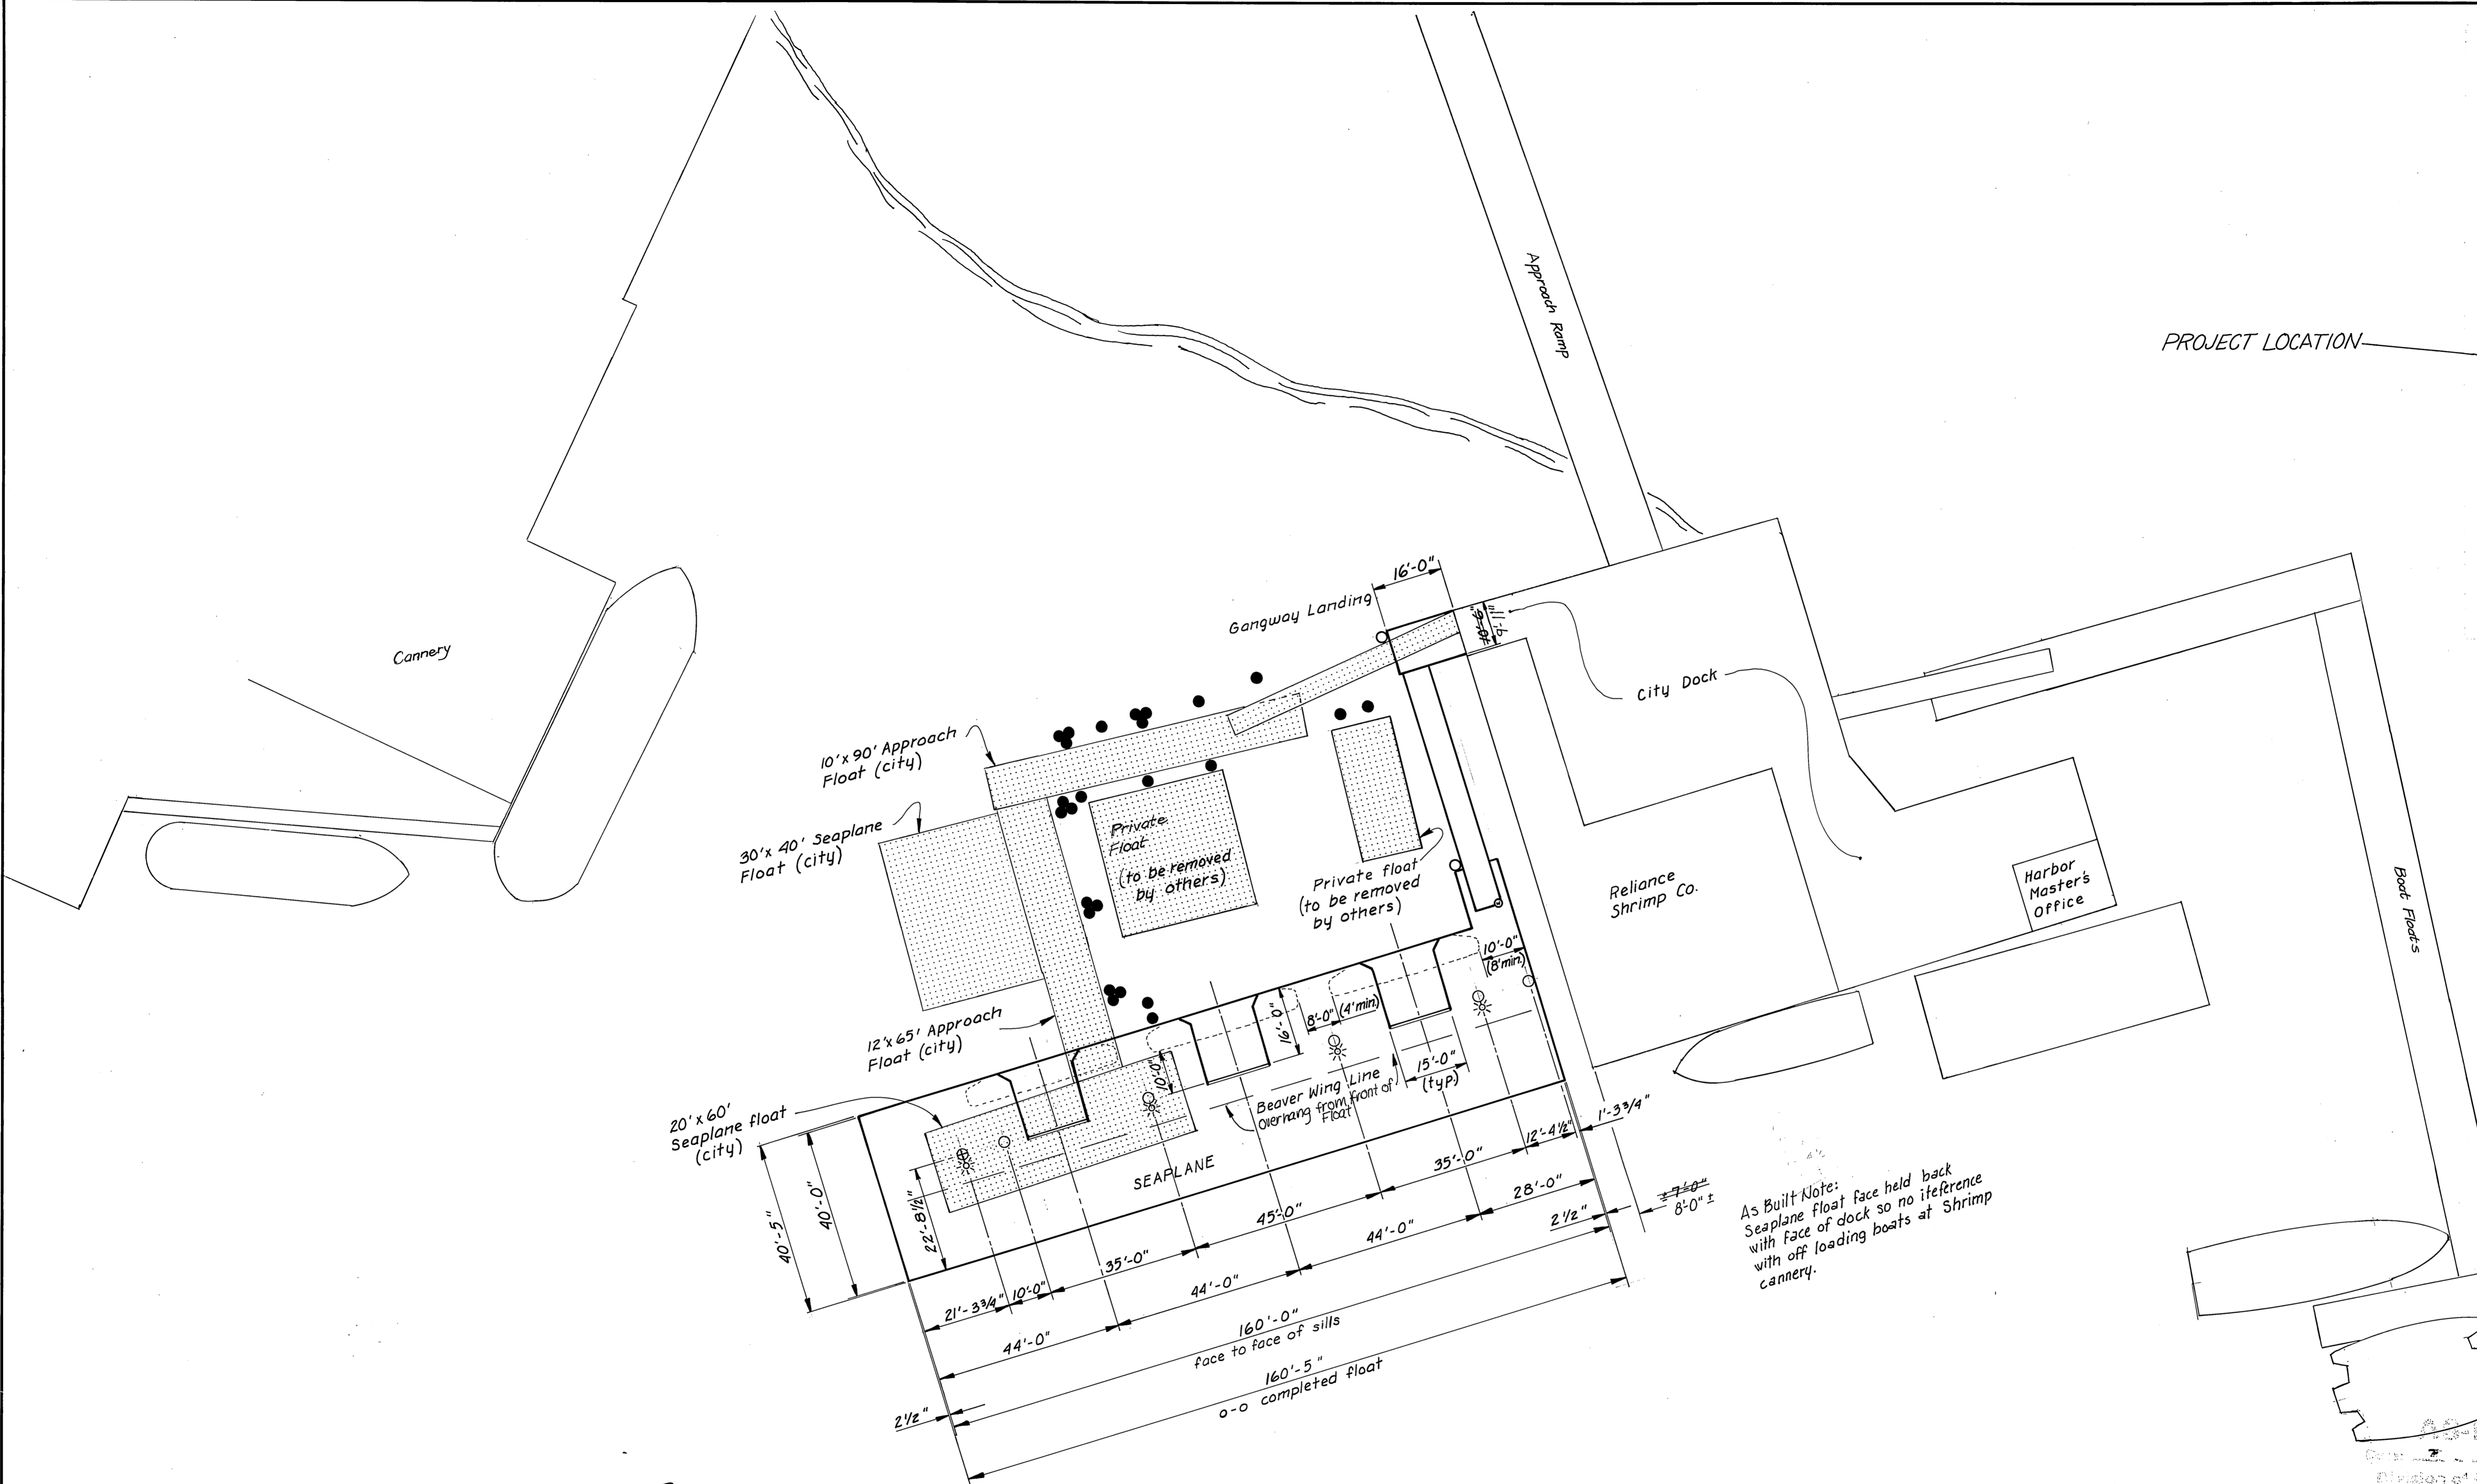 PROJECT LOCATION
Approach Ramp
16'-0"
Gangway Landing
10'-6"
9'-11"
City Dock
Cannery
10'x 90' Approach
Float (city)
30'x 40' Seaplane
Float (city)
Private
Float
(to be removed
by others)
Private float
(to be removed
by others)
Reliance
Shrimp Co.
Harbor
Master's
Office
Boat Floats
10'-0"
(8'min.)
12'x65' Approach
Float (city)
16'-0"
8'-0" (4'min.)
10'-0"
15'-0"
(typ.)
Beaver Wing Line
overhang from front of
Float
20'x 60'
Seaplane float
(city)
SEAPLANE
1'-3 3/4"
12'-4 1/2"
35'-0"
28'-0"
± 7'-0"
8'-0" ±
As Built Note:
Seaplane float face held back
with face of dock so no iteference
with off loading boats at Shrimp
cannery.
40'-5"
40'-0"
22'-8 1/2"
45'-0"
44'-0"
2 1/2"
35'-0"
44'-0"
21'-3 3/4"
10'-0"
44'-0"
160'-0"
face to face of sills
160'-5"
o-o completed float
2 1/2"